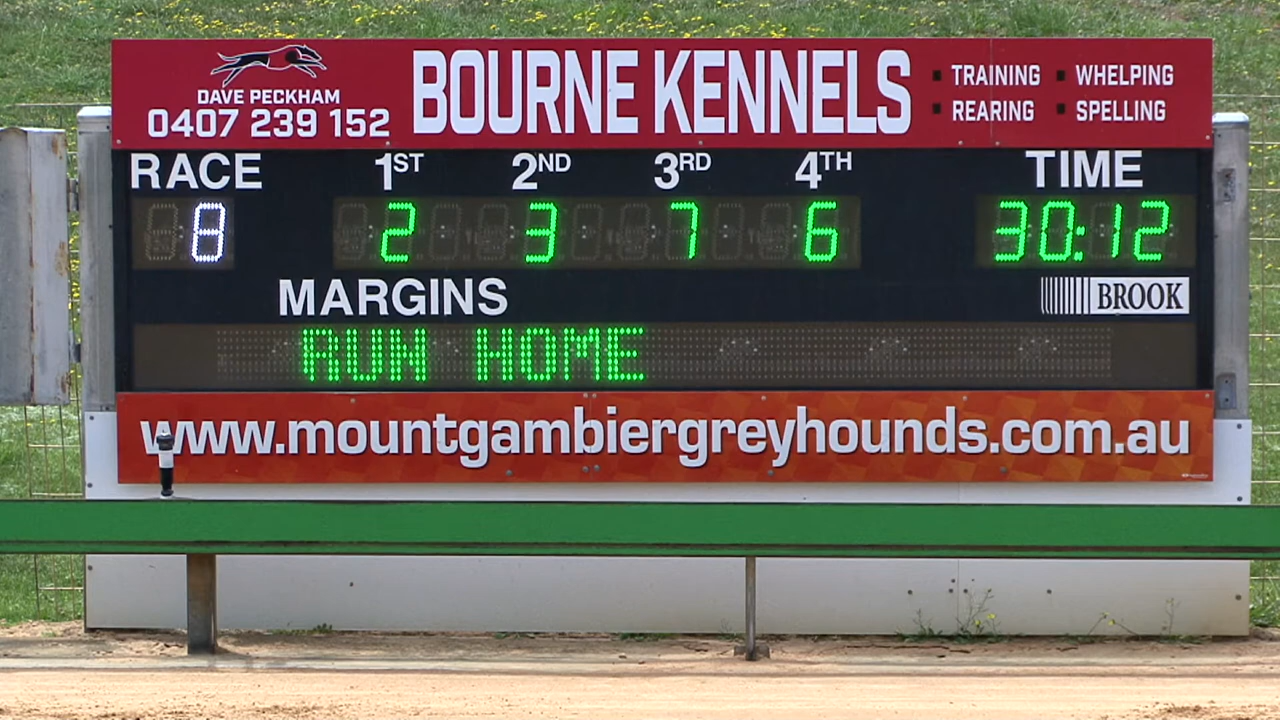 DAVE PECKHAM
0407 239 152
BOURNE KENNELS
TRAINING WHELPING
REARING SPELLING
RACE 1ST 2ND 3RD 4TH TIME
8 2 3 7 6 30:12
MARGINS
BROOK
RUN HOME
www.mountgambiergreyhounds.com.au